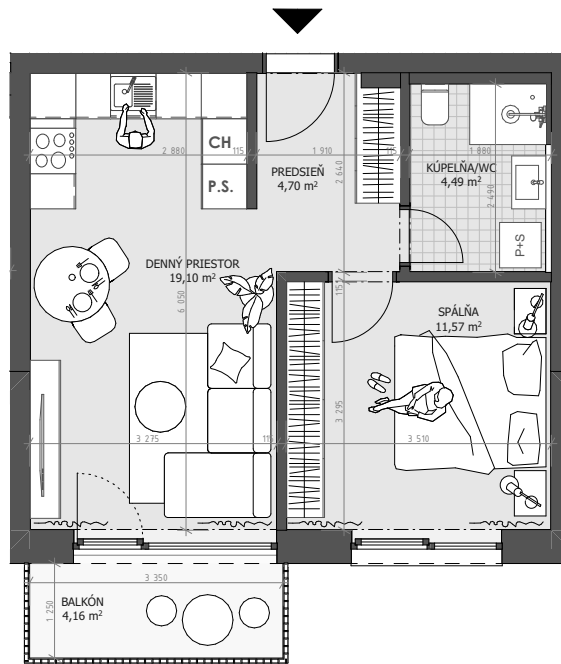 CH
P.S.
2 880
115
1 910
115
1 880
PREDSIEŇ
4,70 m²
2 640
KÚPEĽŇA/WC
4,49 m²
2 490
P+S
DENNÝ PRIESTOR
19,10 m²
6 050
115
SPÁLŇA
11,57 m²
3 295
3 275
115
3 510
3 350
BALKÓN
4,16 m²
1 250